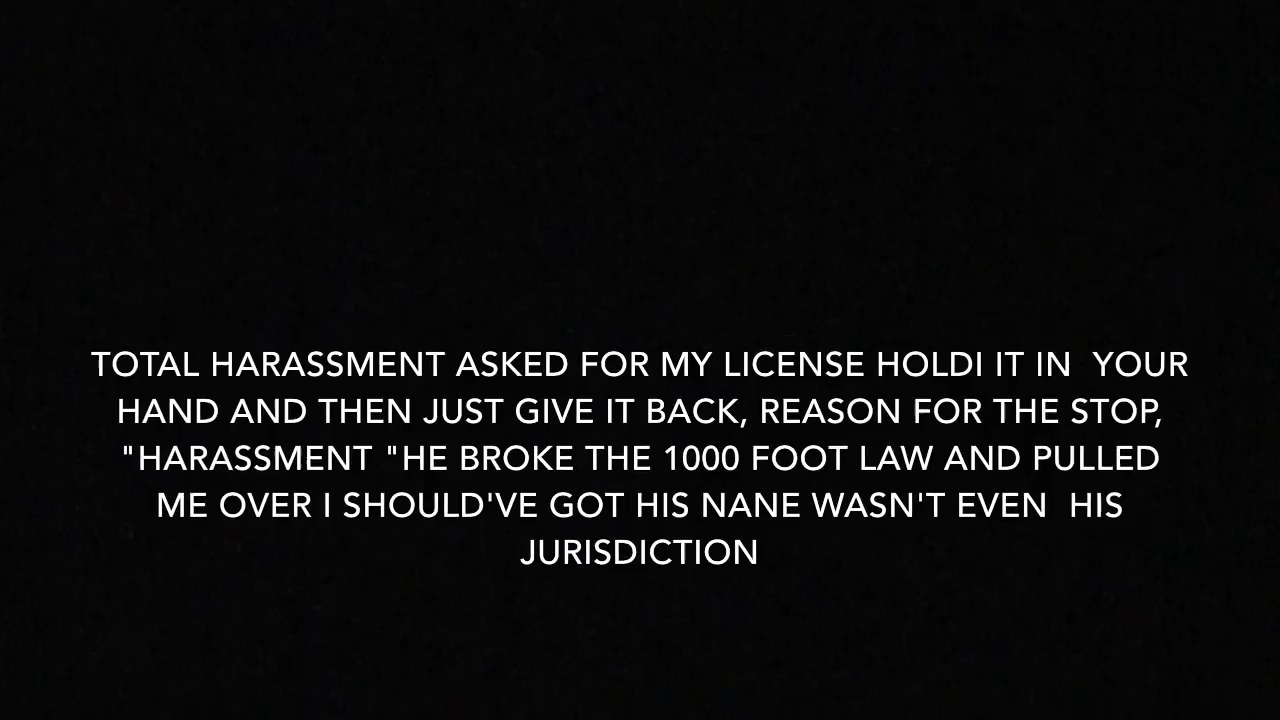 TOTAL HARASSMENT ASKED FOR MY LICENSE HOLDI IT IN  YOUR
HAND AND THEN JUST GIVE IT BACK, REASON FOR THE STOP,
"HARASSMENT "HE BROKE THE 1000 FOOT LAW AND PULLED
ME OVER I SHOULD'VE GOT HIS NANE WASN'T EVEN  HIS
JURISDICTION